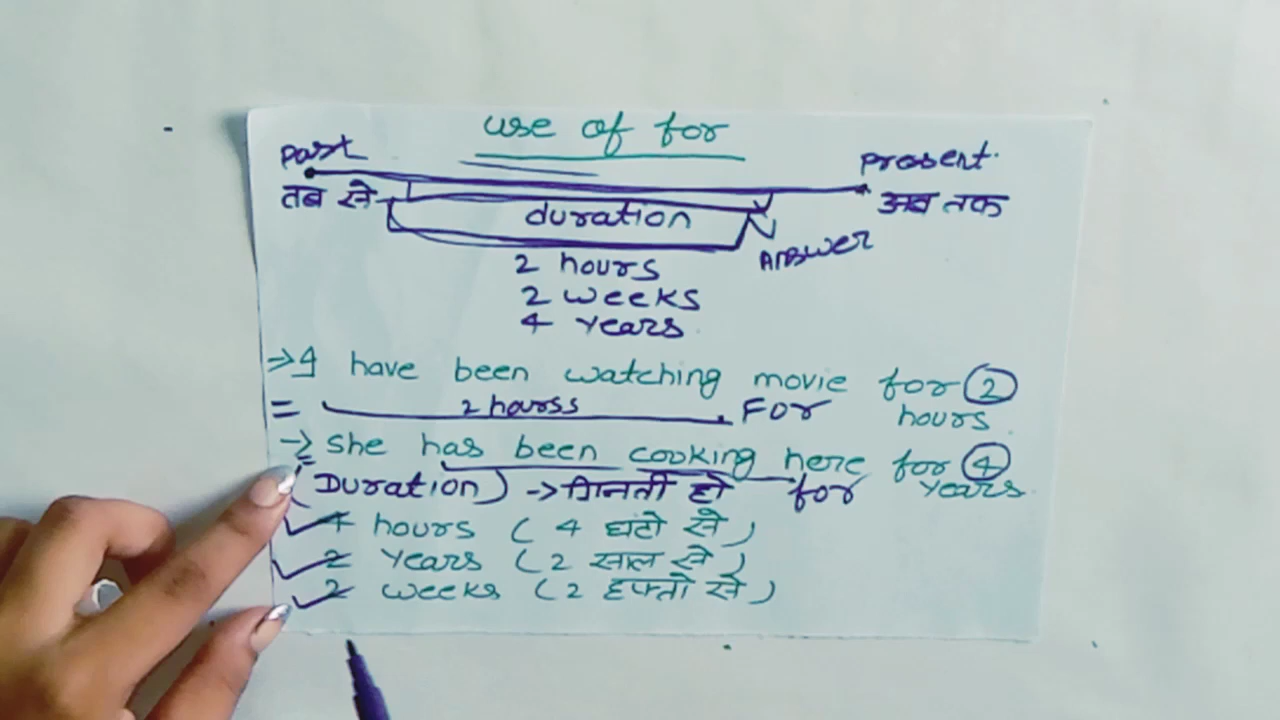 use of for
Past Present.
तब से अब तक
duration
Answer
2 hours
2 weeks
4 years
→ I have been watching movie for 2
= 2 hourss For hours.
→ She has been cooking here for 4
(Duration) → गिनती हो for years.
4 hours ( 4 घंटो से )
2 years ( 2 साल से )
2 weeks ( 2 हफ्तो से )